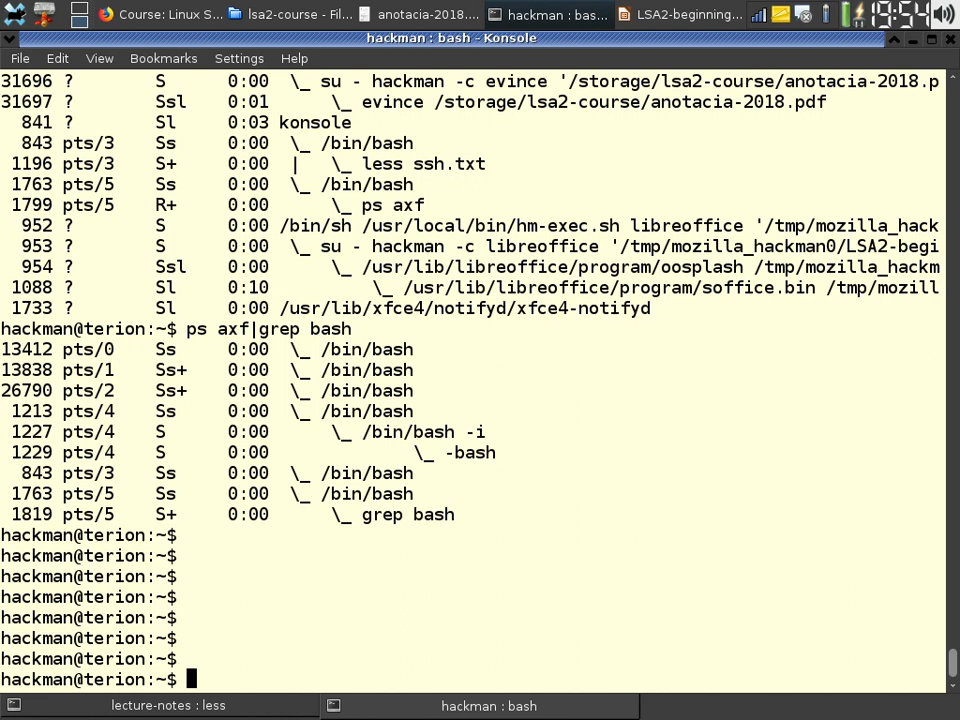 Course: Linux S...
lsa2-course - Fil...
anotacia-2018....
hackman : bas...
LSA2-beginning...
18:54
hackman : bash - Konsole
File Edit View Bookmarks Settings Help
31696 ?        S      0:00  \_ su - hackman -c evince '/storage/lsa2-course/anotacia-2018.p
31697 ?        Ssl    0:01      \_ evince /storage/lsa2-course/anotacia-2018.pdf
  841 ?        Sl     0:03 konsole
  843 pts/3    Ss     0:00  \_ /bin/bash
 1196 pts/3    S+     0:00  |   \_ less ssh.txt
 1763 pts/5    Ss     0:00  \_ /bin/bash
 1799 pts/5    R+     0:00      \_ ps axf
  952 ?        S      0:00 /bin/sh /usr/local/bin/hm-exec.sh libreoffice '/tmp/mozilla_hack
  953 ?        S      0:00  \_ su - hackman -c libreoffice '/tmp/mozilla_hackman0/LSA2-begi
  954 ?        Ssl    0:00      \_ /usr/lib/libreoffice/program/oosplash /tmp/mozilla_hackm
 1088 ?        Sl     0:10          \_ /usr/lib/libreoffice/program/soffice.bin /tmp/mozill
 1733 ?        Sl     0:00 /usr/lib/xfce4/notifyd/xfce4-notifyd
hackman@terion:~$ ps axf|grep bash
13412 pts/0    Ss     0:00  \_ /bin/bash
13838 pts/1    Ss+    0:00  \_ /bin/bash
26790 pts/2    Ss+    0:00  \_ /bin/bash
 1213 pts/4    Ss     0:00  \_ /bin/bash
 1227 pts/4    S      0:00      \_ /bin/bash -i
 1229 pts/4    S      0:00              \_ -bash
  843 pts/3    Ss     0:00  \_ /bin/bash
 1763 pts/5    Ss     0:00  \_ /bin/bash
 1819 pts/5    S+     0:00      \_ grep bash
hackman@terion:~$
hackman@terion:~$
hackman@terion:~$
hackman@terion:~$
hackman@terion:~$
hackman@terion:~$
hackman@terion:~$
hackman@terion:~$
lecture-notes : less
hackman : bash